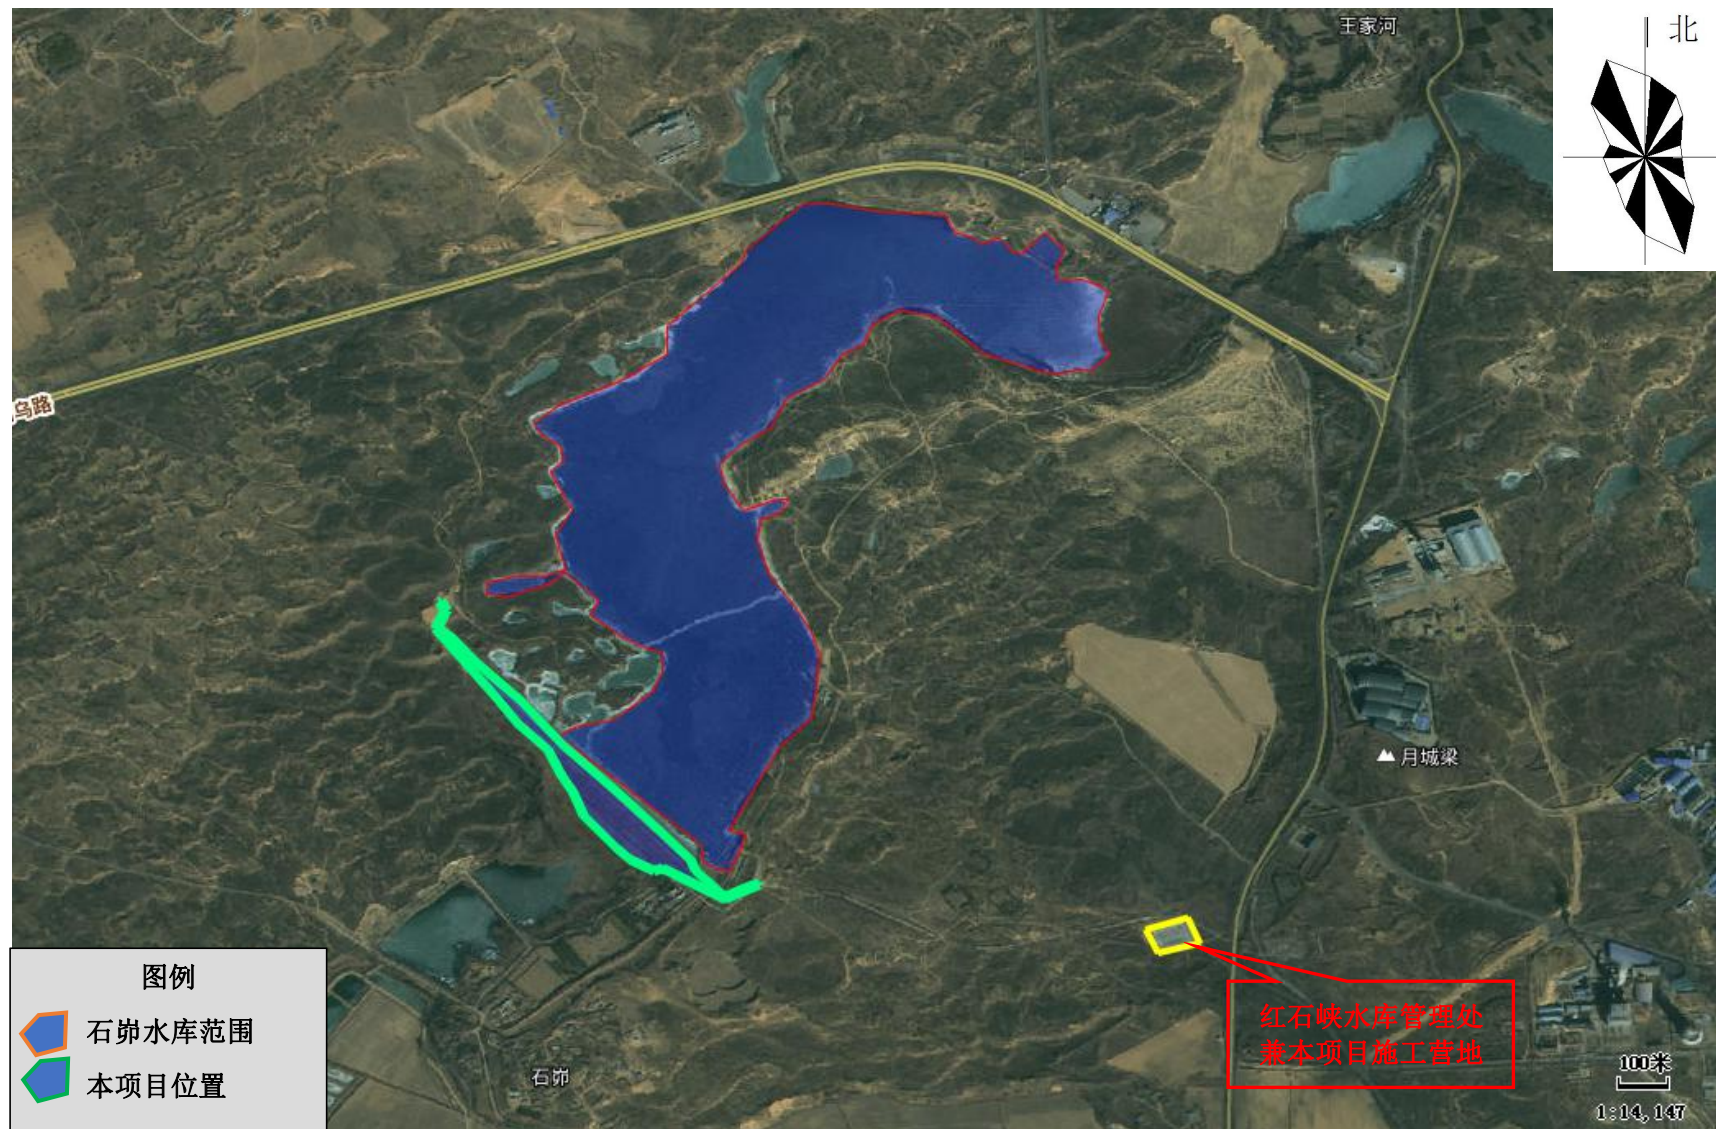 王家河
北
乌路
月城梁
红石峡水库管理处
兼本项目施工营地
图例
石峁水库范围
本项目位置
石峁
100米
1:14,147